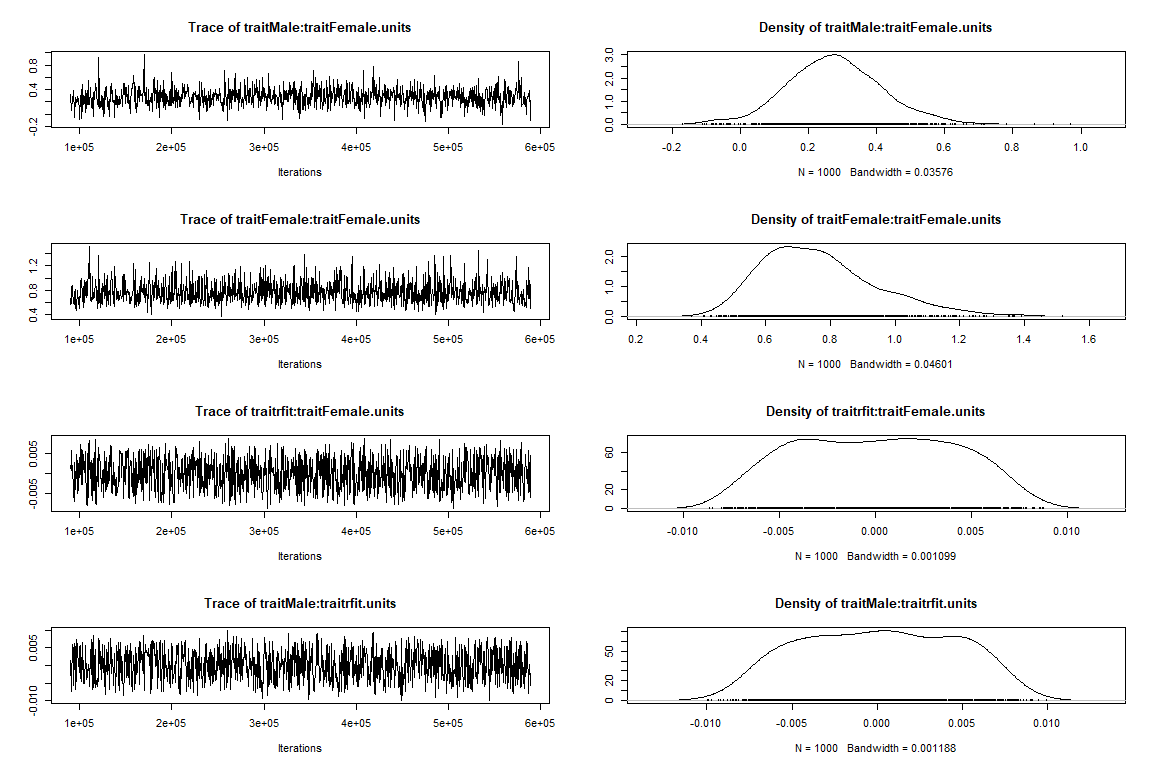 Trace of traitMale:traitFemale.units
Density of traitMale:traitFemale.units
-0.2 0.4 0.8
1e+05 2e+05 3e+05 4e+05 5e+05 6e+05
Iterations
0.0 1.0 2.0 3.0
-0.2 0.0 0.2 0.4 0.6 0.8 1.0
N = 1000 Bandwidth = 0.03576
Trace of traitFemale:traitFemale.units
Density of traitFemale:traitFemale.units
0.4 0.8 1.2
1e+05 2e+05 3e+05 4e+05 5e+05 6e+05
Iterations
0.0 1.0 2.0
0.2 0.4 0.6 0.8 1.0 1.2 1.4 1.6
N = 1000 Bandwidth = 0.04601
Trace of traitrfit:traitFemale.units
Density of traitrfit:traitFemale.units
-0.005 0.005
1e+05 2e+05 3e+05 4e+05 5e+05 6e+05
Iterations
0 20 60
-0.010 -0.005 0.000 0.005 0.010
N = 1000 Bandwidth = 0.001099
Trace of traitMale:traitrfit.units
Density of traitMale:traitrfit.units
-0.010 0.005
1e+05 2e+05 3e+05 4e+05 5e+05 6e+05
Iterations
0 20 50
-0.010 -0.005 0.000 0.005 0.010
N = 1000 Bandwidth = 0.001188